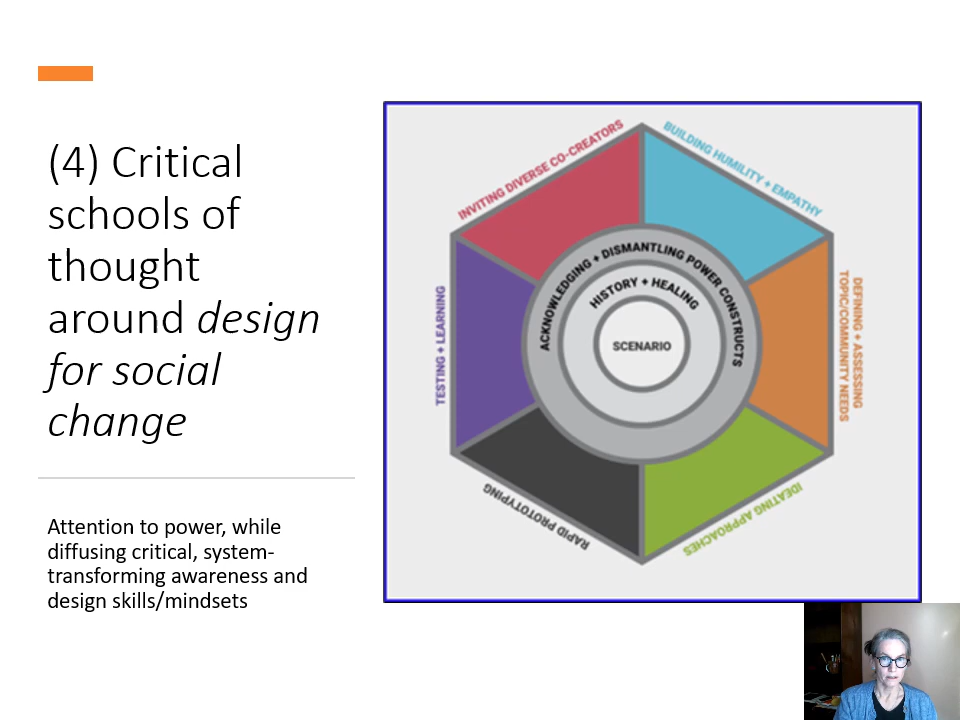 (4) Critical
schools of
thought
around design
for social
change
Attention to power, while
diffusing critical, system-
transforming awareness and
design skills/mindsets
INVITING DIVERSE CO-CREATORS
BUILDING HUMILITY + EMPATHY
DEFINING + ASSESSING
TOPIC/COMMUNITY NEEDS
IDEATING APPROACHES
RAPID PROTOTYPING
TESTING + LEARNING
ACKNOWLEDGING + DISMANTLING POWER CONSTRUCTS
HISTORY + HEALING
SCENARIO